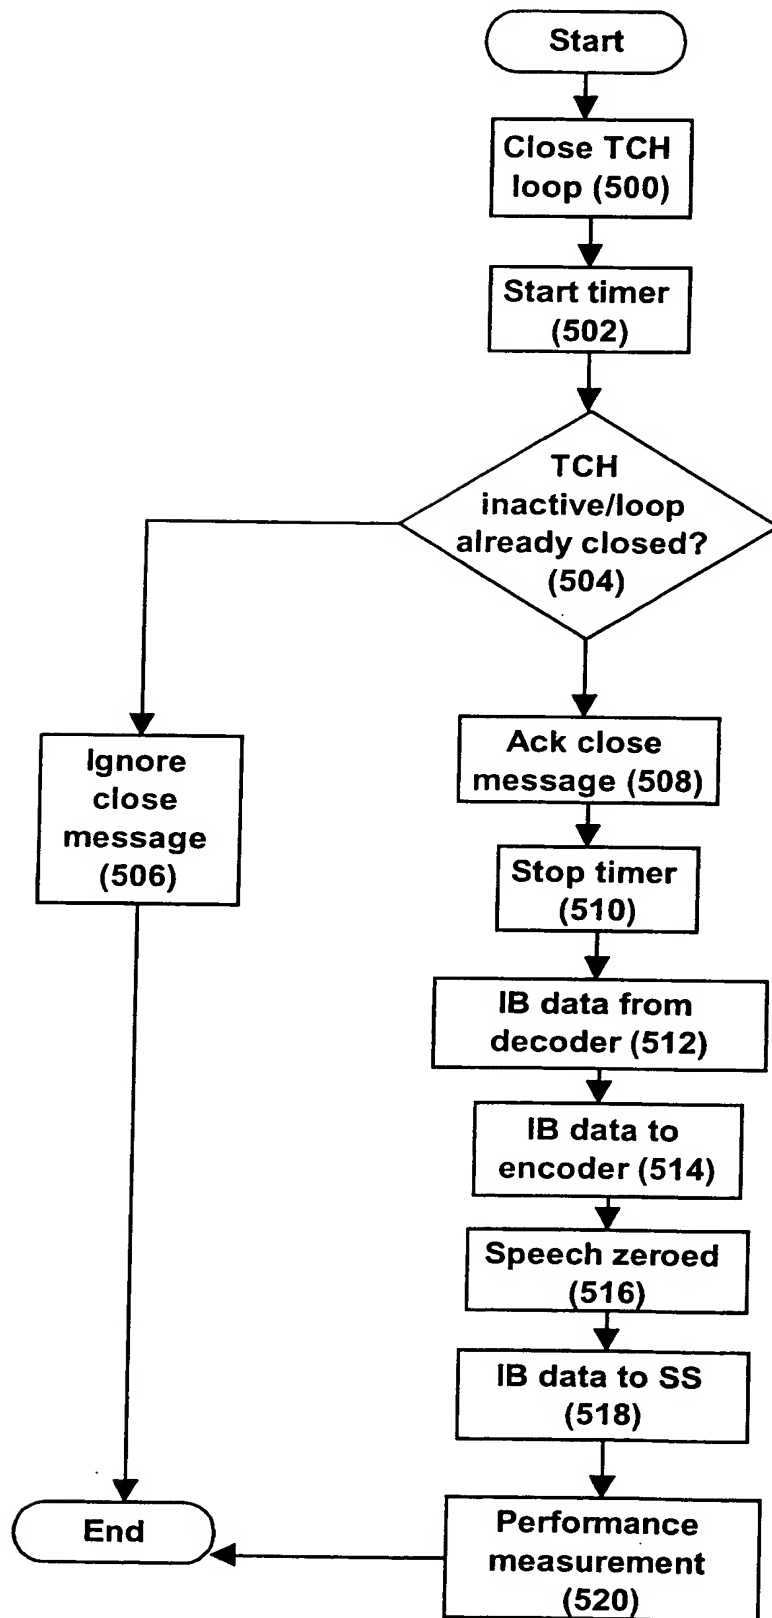 Start
Close TCH
loop (500)
Start timer
(502)
TCH
inactive/loop
already closed?
(504)
Ignore
close
message
(506)
Ack close
message (508)
Stop timer
(510)
IB data from
decoder (512)
IB data to
encoder (514)
Speech zeroed
(516)
IB data to SS
(518)
Performance
measurement
(520)
End